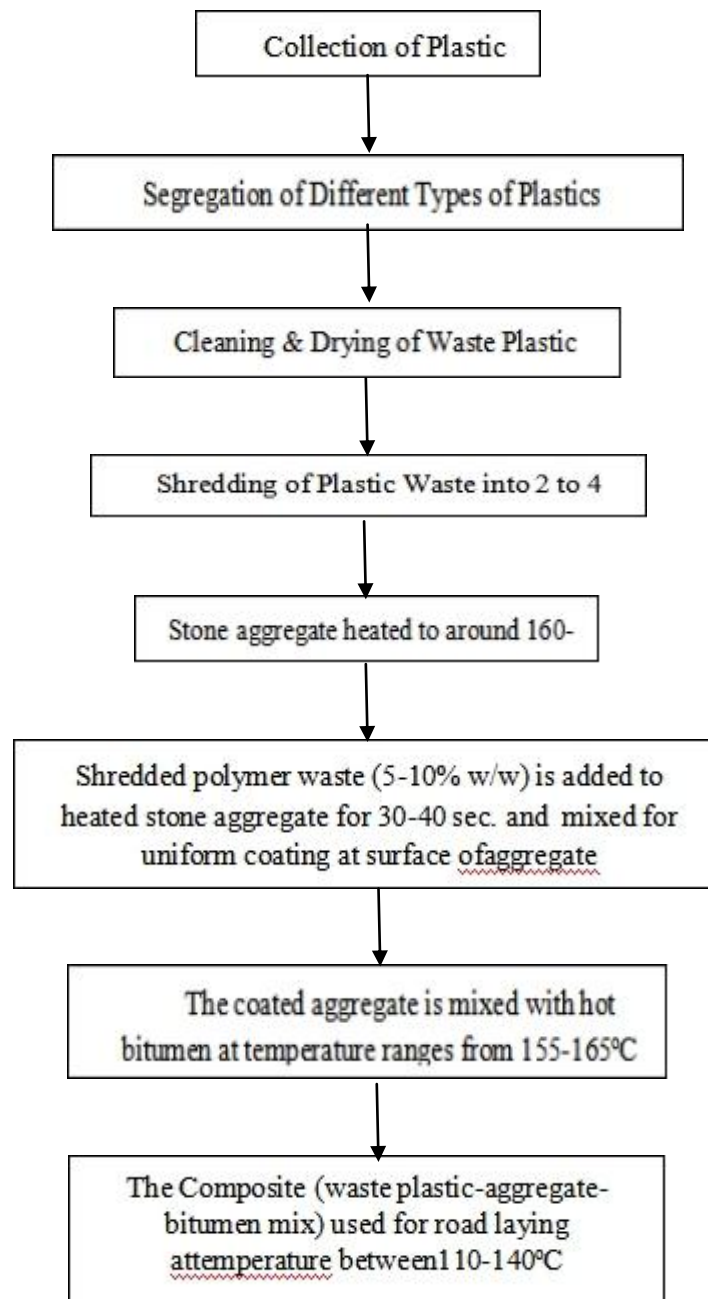 Collection of Plastic
Segregation of Different Types of Plastics
Cleaning & Drying of Waste Plastic
Shredding of Plastic Waste into 2 to 4
Stone aggregate heated to around 160-
Shredded polymer waste (5-10% w/w) is added to
heated stone aggregate for 30-40 sec. and mixed for
uniform coating at surface ofaggregate
The coated aggregate is mixed with hot
bitumen at temperature ranges from 155-165ºC
The Composite (waste plastic-aggregate-
bitumen mix) used for road laying
attemperature between110-140ºC